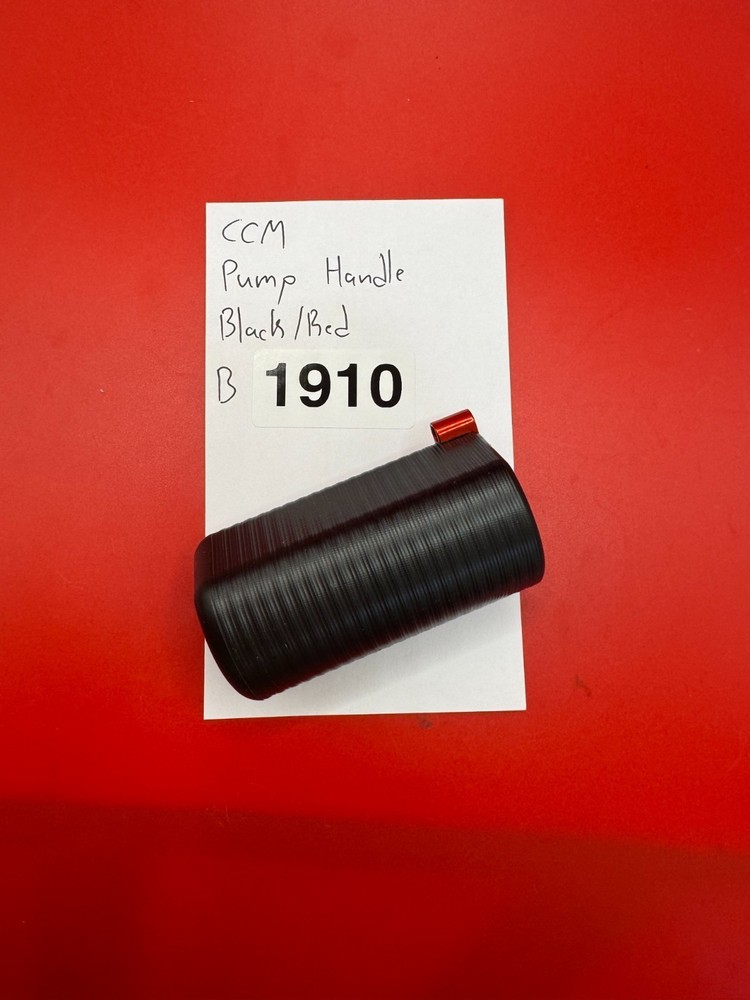 CCM
Pump Handle
Black/Red
B 1910